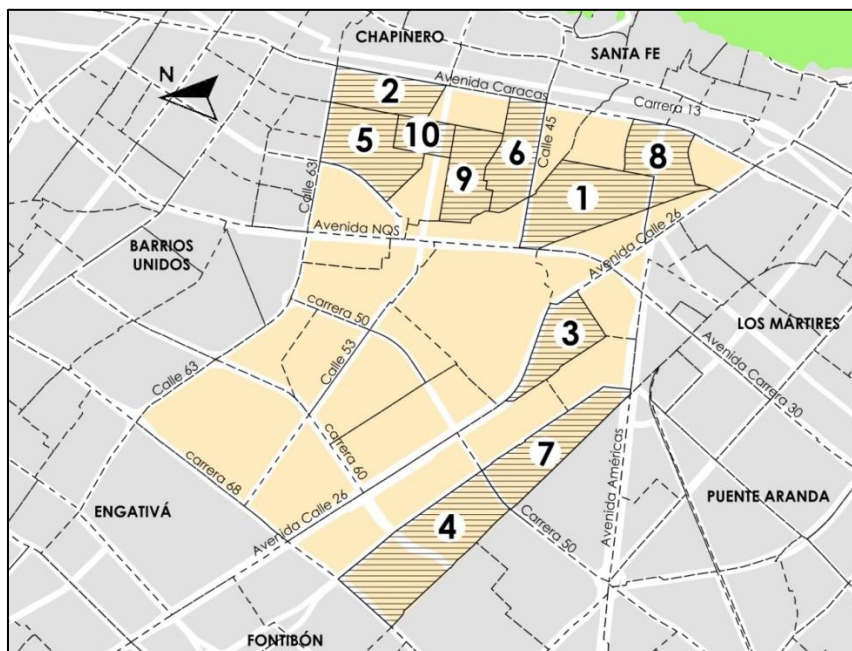 CHAPINERO
SANTA FE
N
Avenida Caracas
Carrera 13
2
5
10
6
Calle 45
8
9
1
Calle 63
Avenida NQS
Avenida Calle 26
BARRIOS
UNIDOS
carrera 50
Calle 53
3
LOS MÁRTIRES
Calle 63
Avenida Carrera 30
carrera 60
7
carrera 68
Avenida Calle 26
ENGATIVÁ
4
Carrera 50
Avenida Américas
PUENTE ARANDA
FONTIBÓN